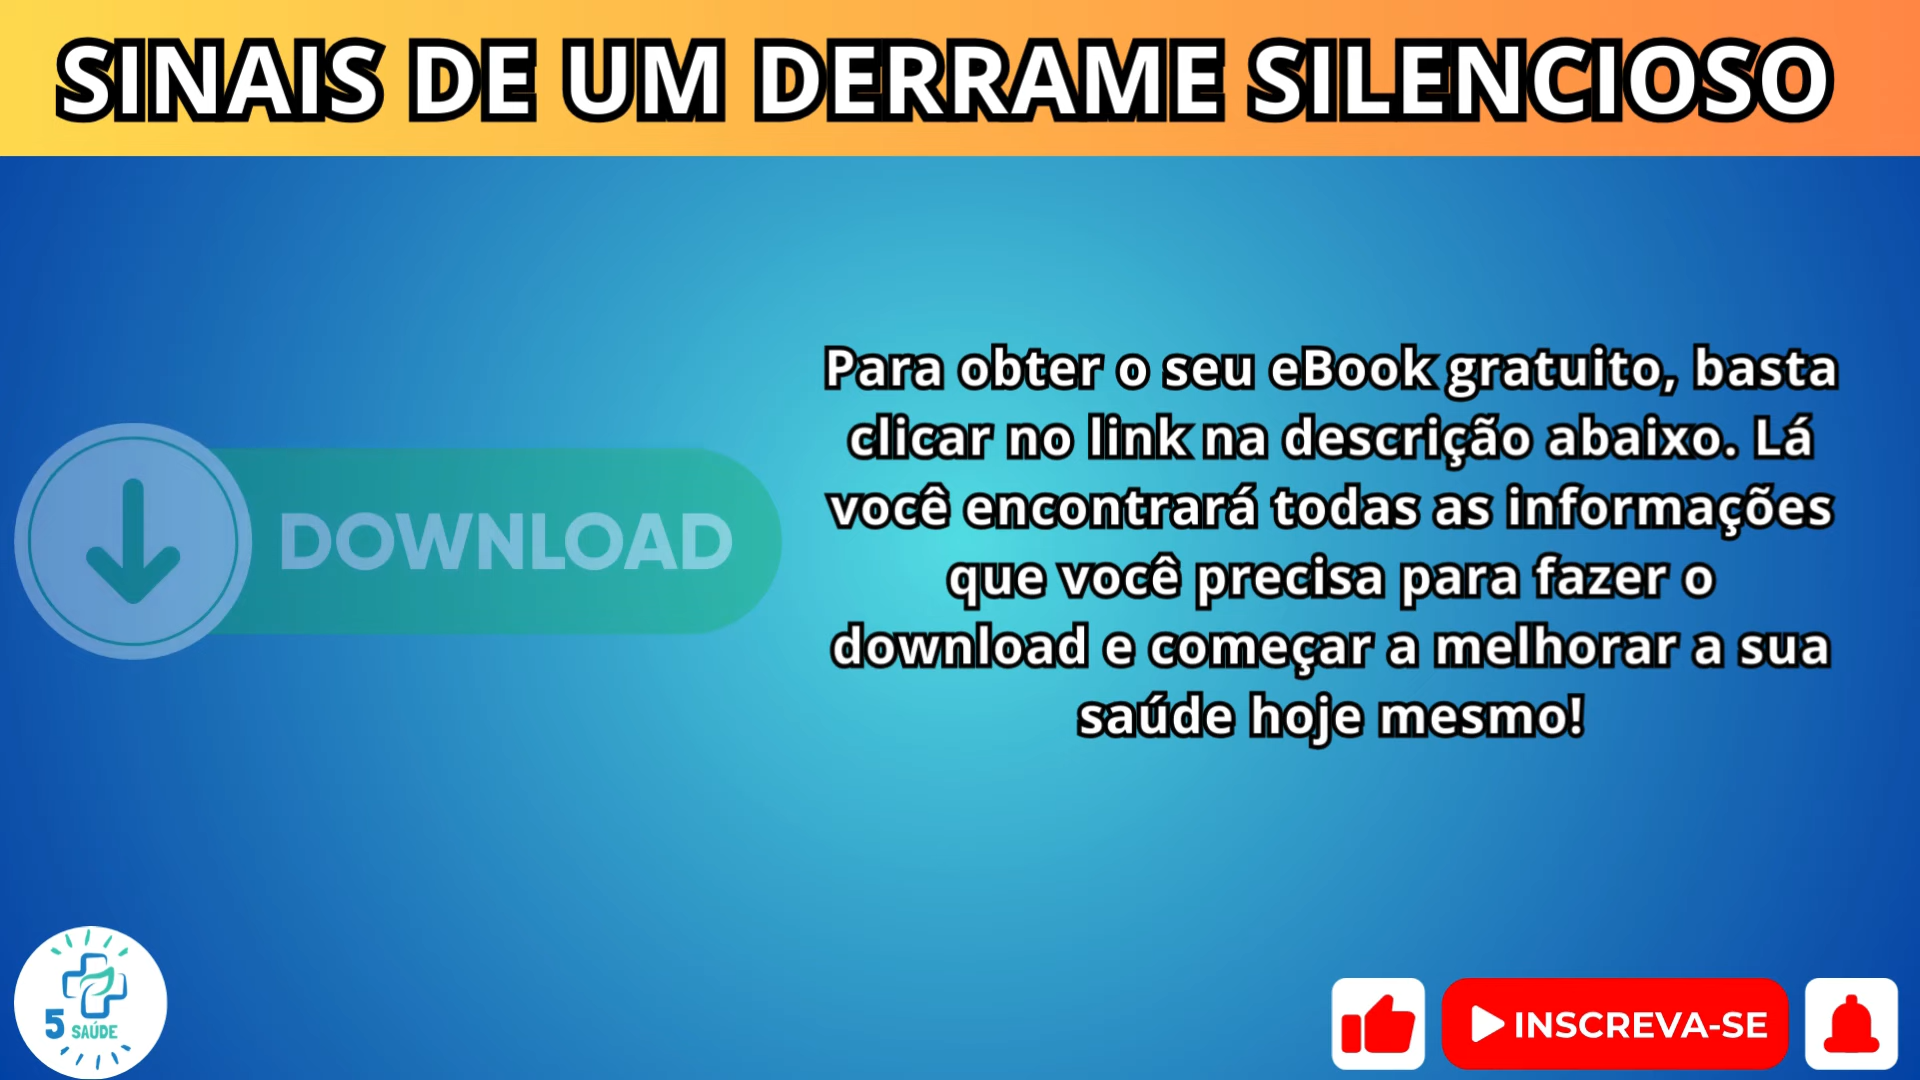 SINAIS DE UM DERRAME SILENCIOSO
Para obter o seu eBook gratuito, basta
clicar no link na descrição abaixo. Lá
você encontrará todas as informações
que você precisa para fazer o
download e começar a melhorar a sua
saúde hoje mesmo!
DOWNLOAD
5 SAÚDE
INSCREVA-SE